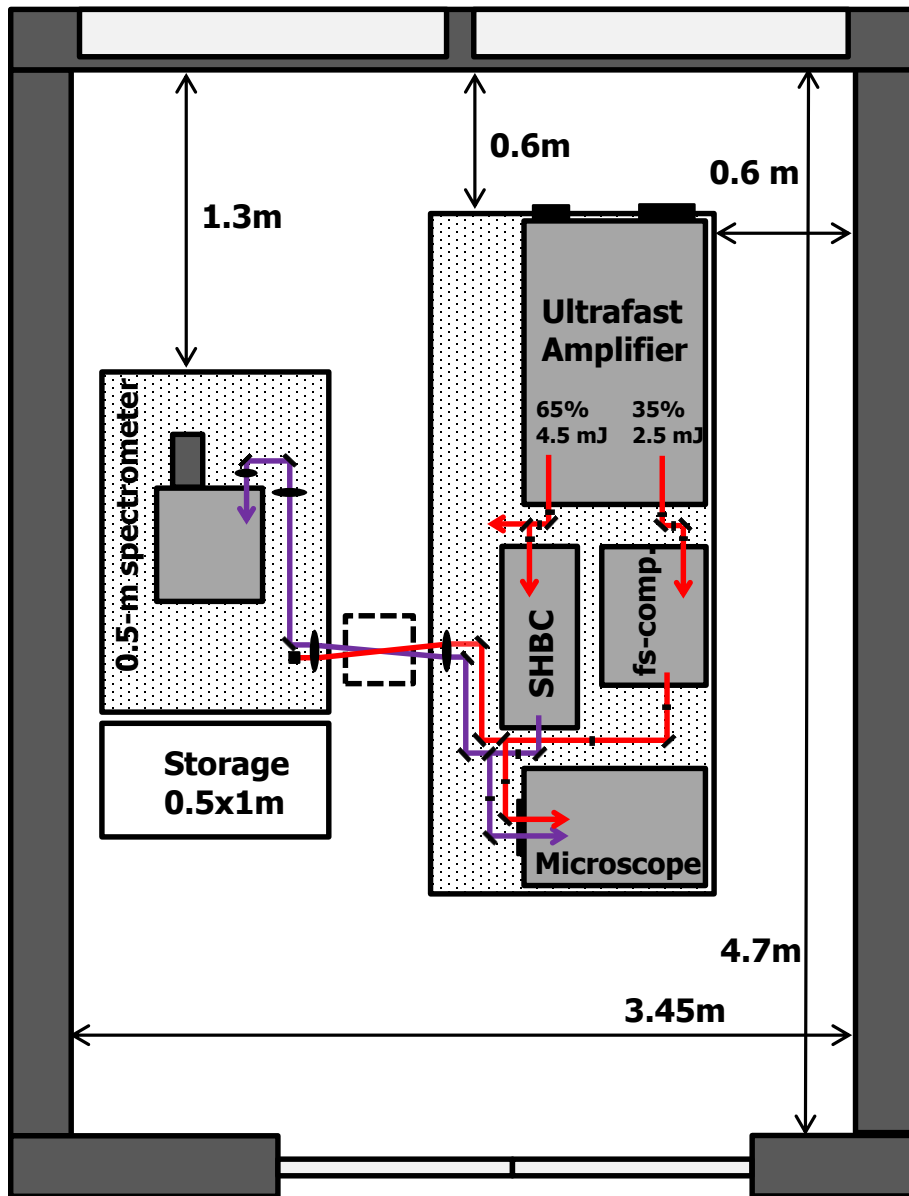 0.6m
0.6 m
1.3m
Ultrafast
Amplifier
65%
4.5 mJ
35%
2.5 mJ
0.5-m spectrometer
SHBC
fs-comp.
Storage
0.5x1m
Microscope
4.7m
3.45m